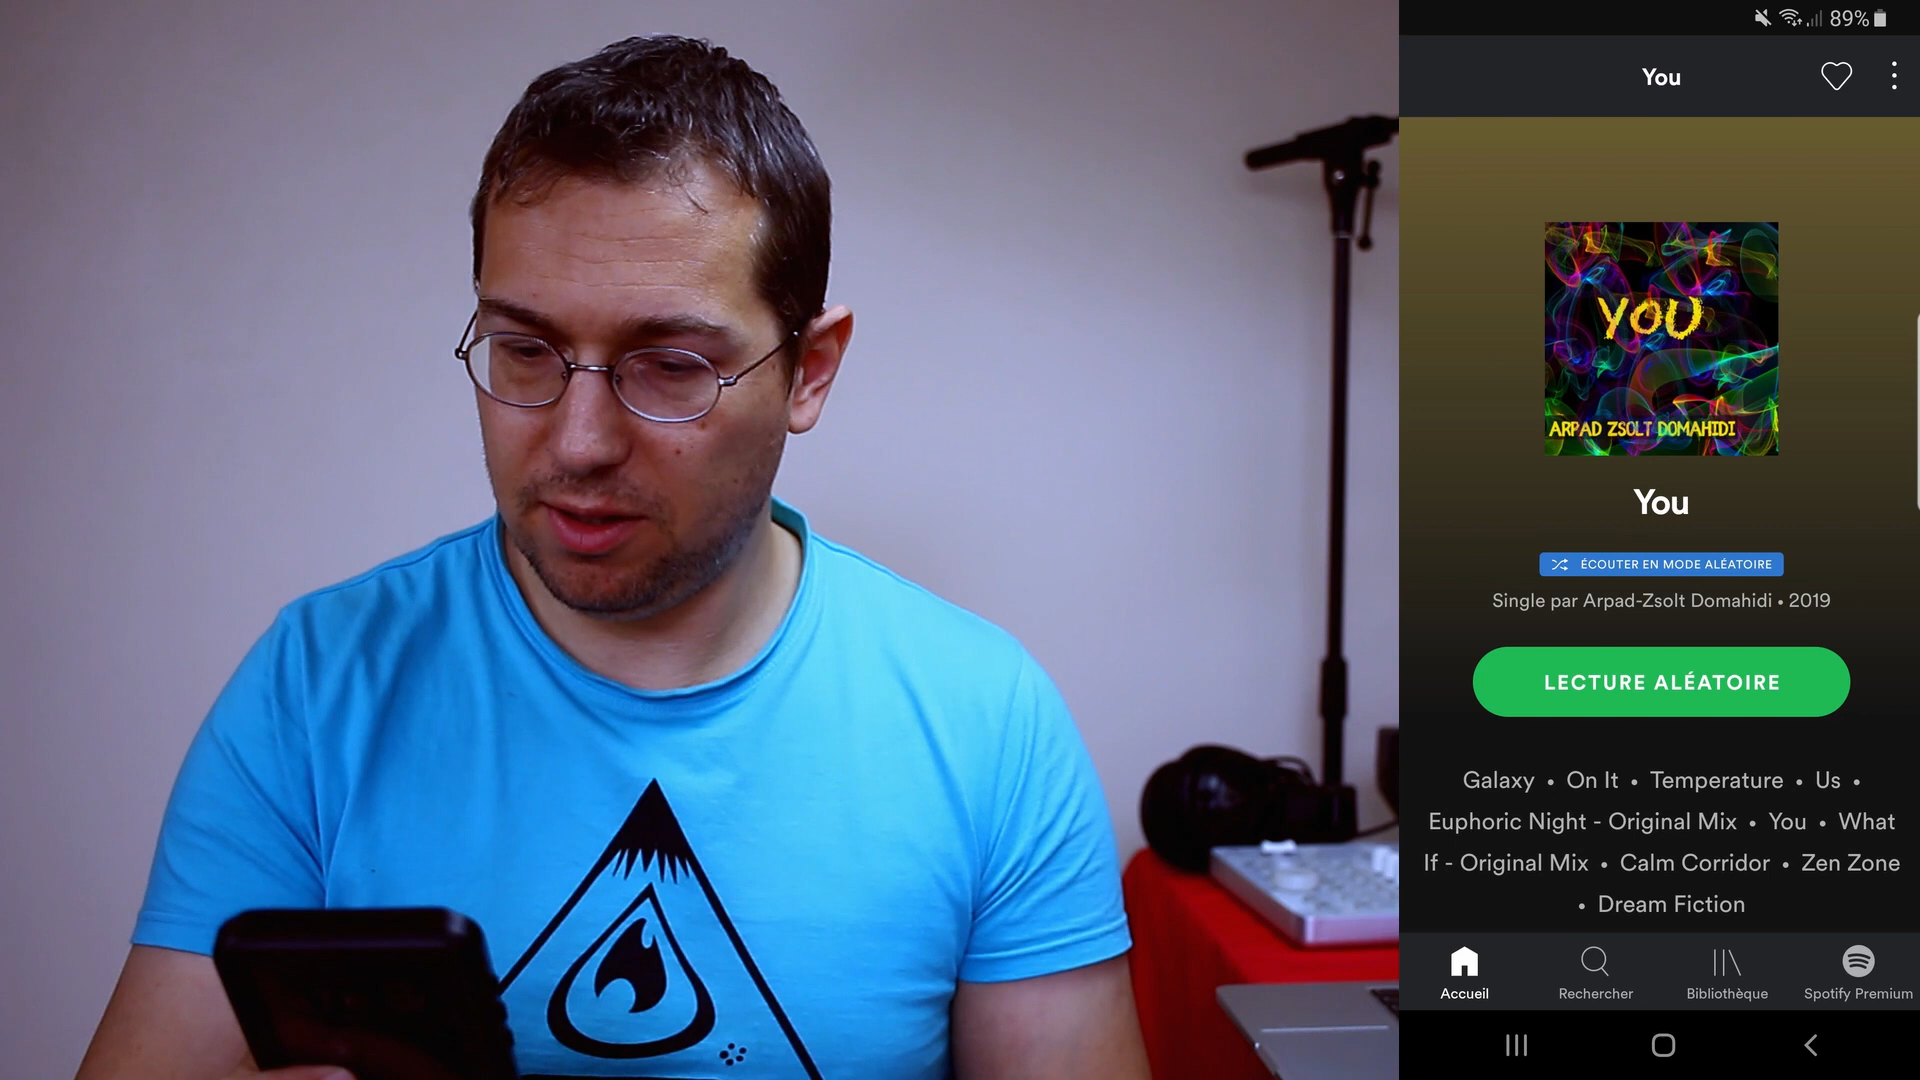 89%
You
YOU
ARPAD ZSOLT DOMAHIDI
You
ÉCOUTER EN MODE ALÉATOIRE
Single par Arpad-Zsolt Domahidi • 2019
LECTURE ALÉATOIRE
Galaxy • On It • Temperature • Us •
Euphoric Night - Original Mix • You • What
If - Original Mix • Calm Corridor • Zen Zone
• Dream Fiction
Accueil
Rechercher
Bibliothèque
Spotify Premium